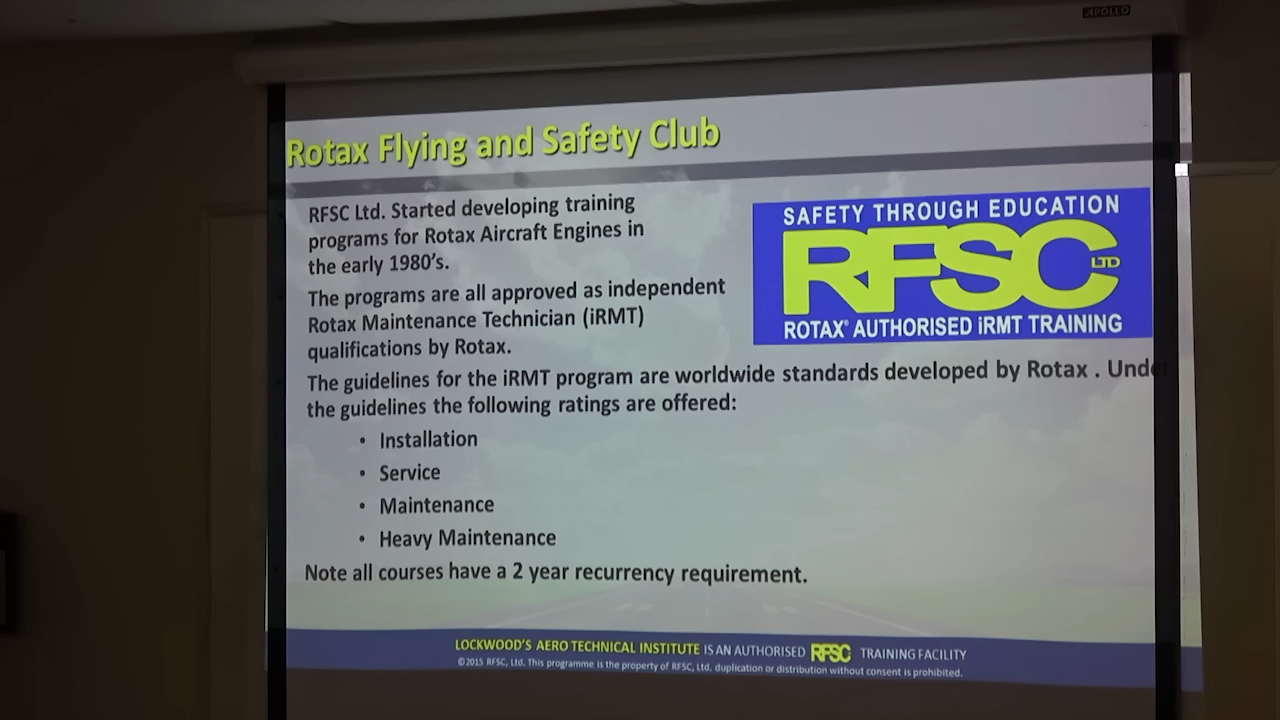 APOLLO
Rotax Flying and Safety Club
RFSC Ltd. Started developing training
programs for Rotax Aircraft Engines in
the early 1980's.
The programs are all approved as independent
Rotax Maintenance Technician (iRMT)
qualifications by Rotax.
SAFETY THROUGH EDUCATION
RFSC LTD
ROTAX® AUTHORISED iRMT TRAINING
The guidelines for the iRMT program are worldwide standards developed by Rotax . Under
the guidelines the following ratings are offered:
• Installation
• Service
• Maintenance
• Heavy Maintenance
Note all courses have a 2 year recurrency requirement.
LOCKWOOD'S AERO TECHNICAL INSTITUTE IS AN AUTHORISED RFSC TRAINING FACILITY
©2015 RFSC, Ltd. This programme is the property of RFSC, Ltd. duplication or distribution without consent is prohibited.